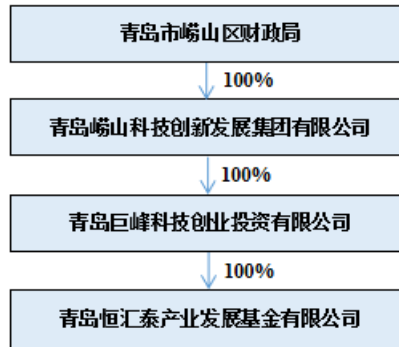 青岛市崂山区财政局
100%
青岛崂山科技创新发展集团有限公司
100%
青岛巨峰科技创业投资有限公司
100%
青岛恒汇泰产业发展基金有限公司